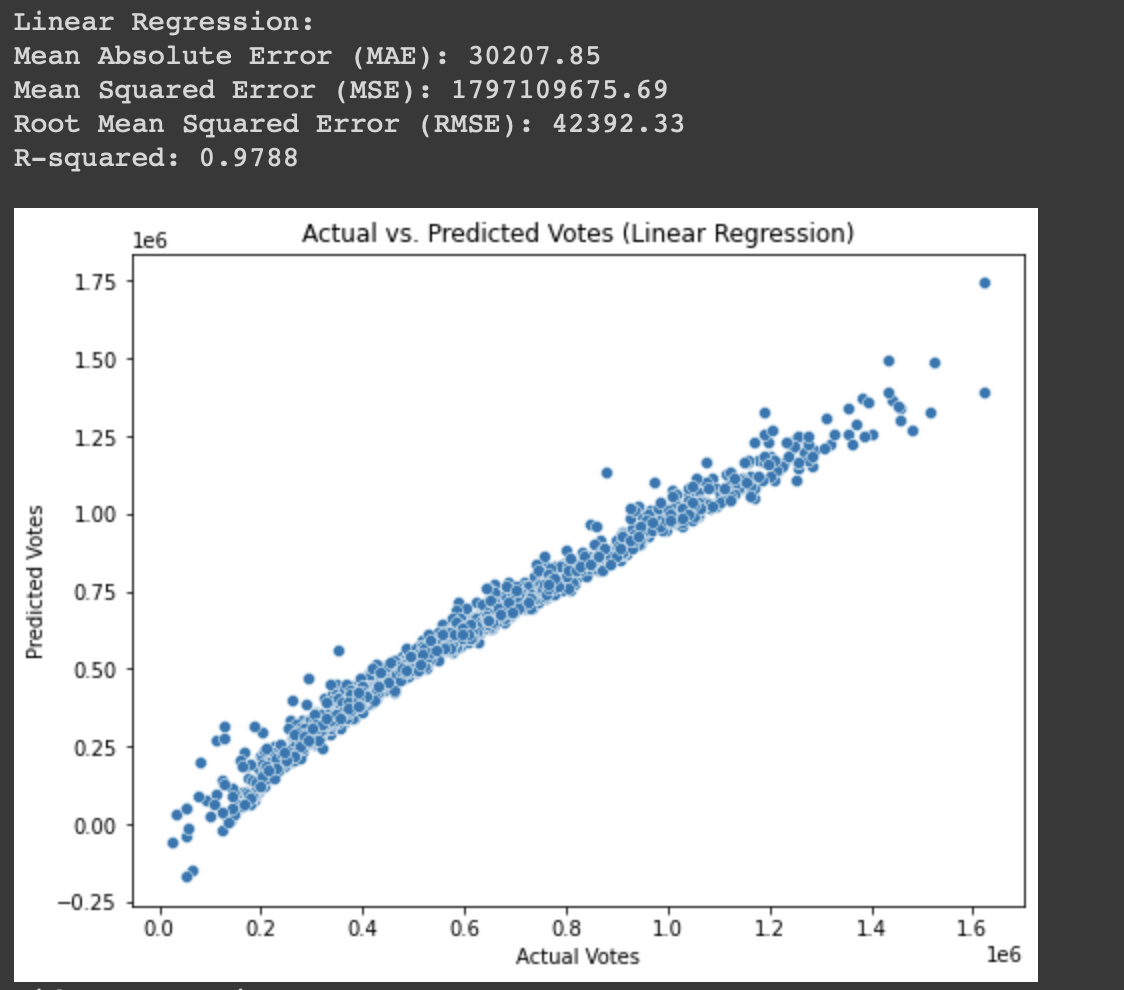 Linear Regression:
Mean Absolute Error (MAE): 30207.85
Mean Squared Error (MSE): 1797109675.69
Root Mean Squared Error (RMSE): 42392.33
R-squared: 0.9788
Actual vs. Predicted Votes (Linear Regression)
1e6
1.75
1.50
1.25
1.00
0.75
0.50
0.25
0.00
−0.25
Predicted Votes
0.0 0.2 0.4 0.6 0.8 1.0 1.2 1.4 1.6
Actual Votes
1e6